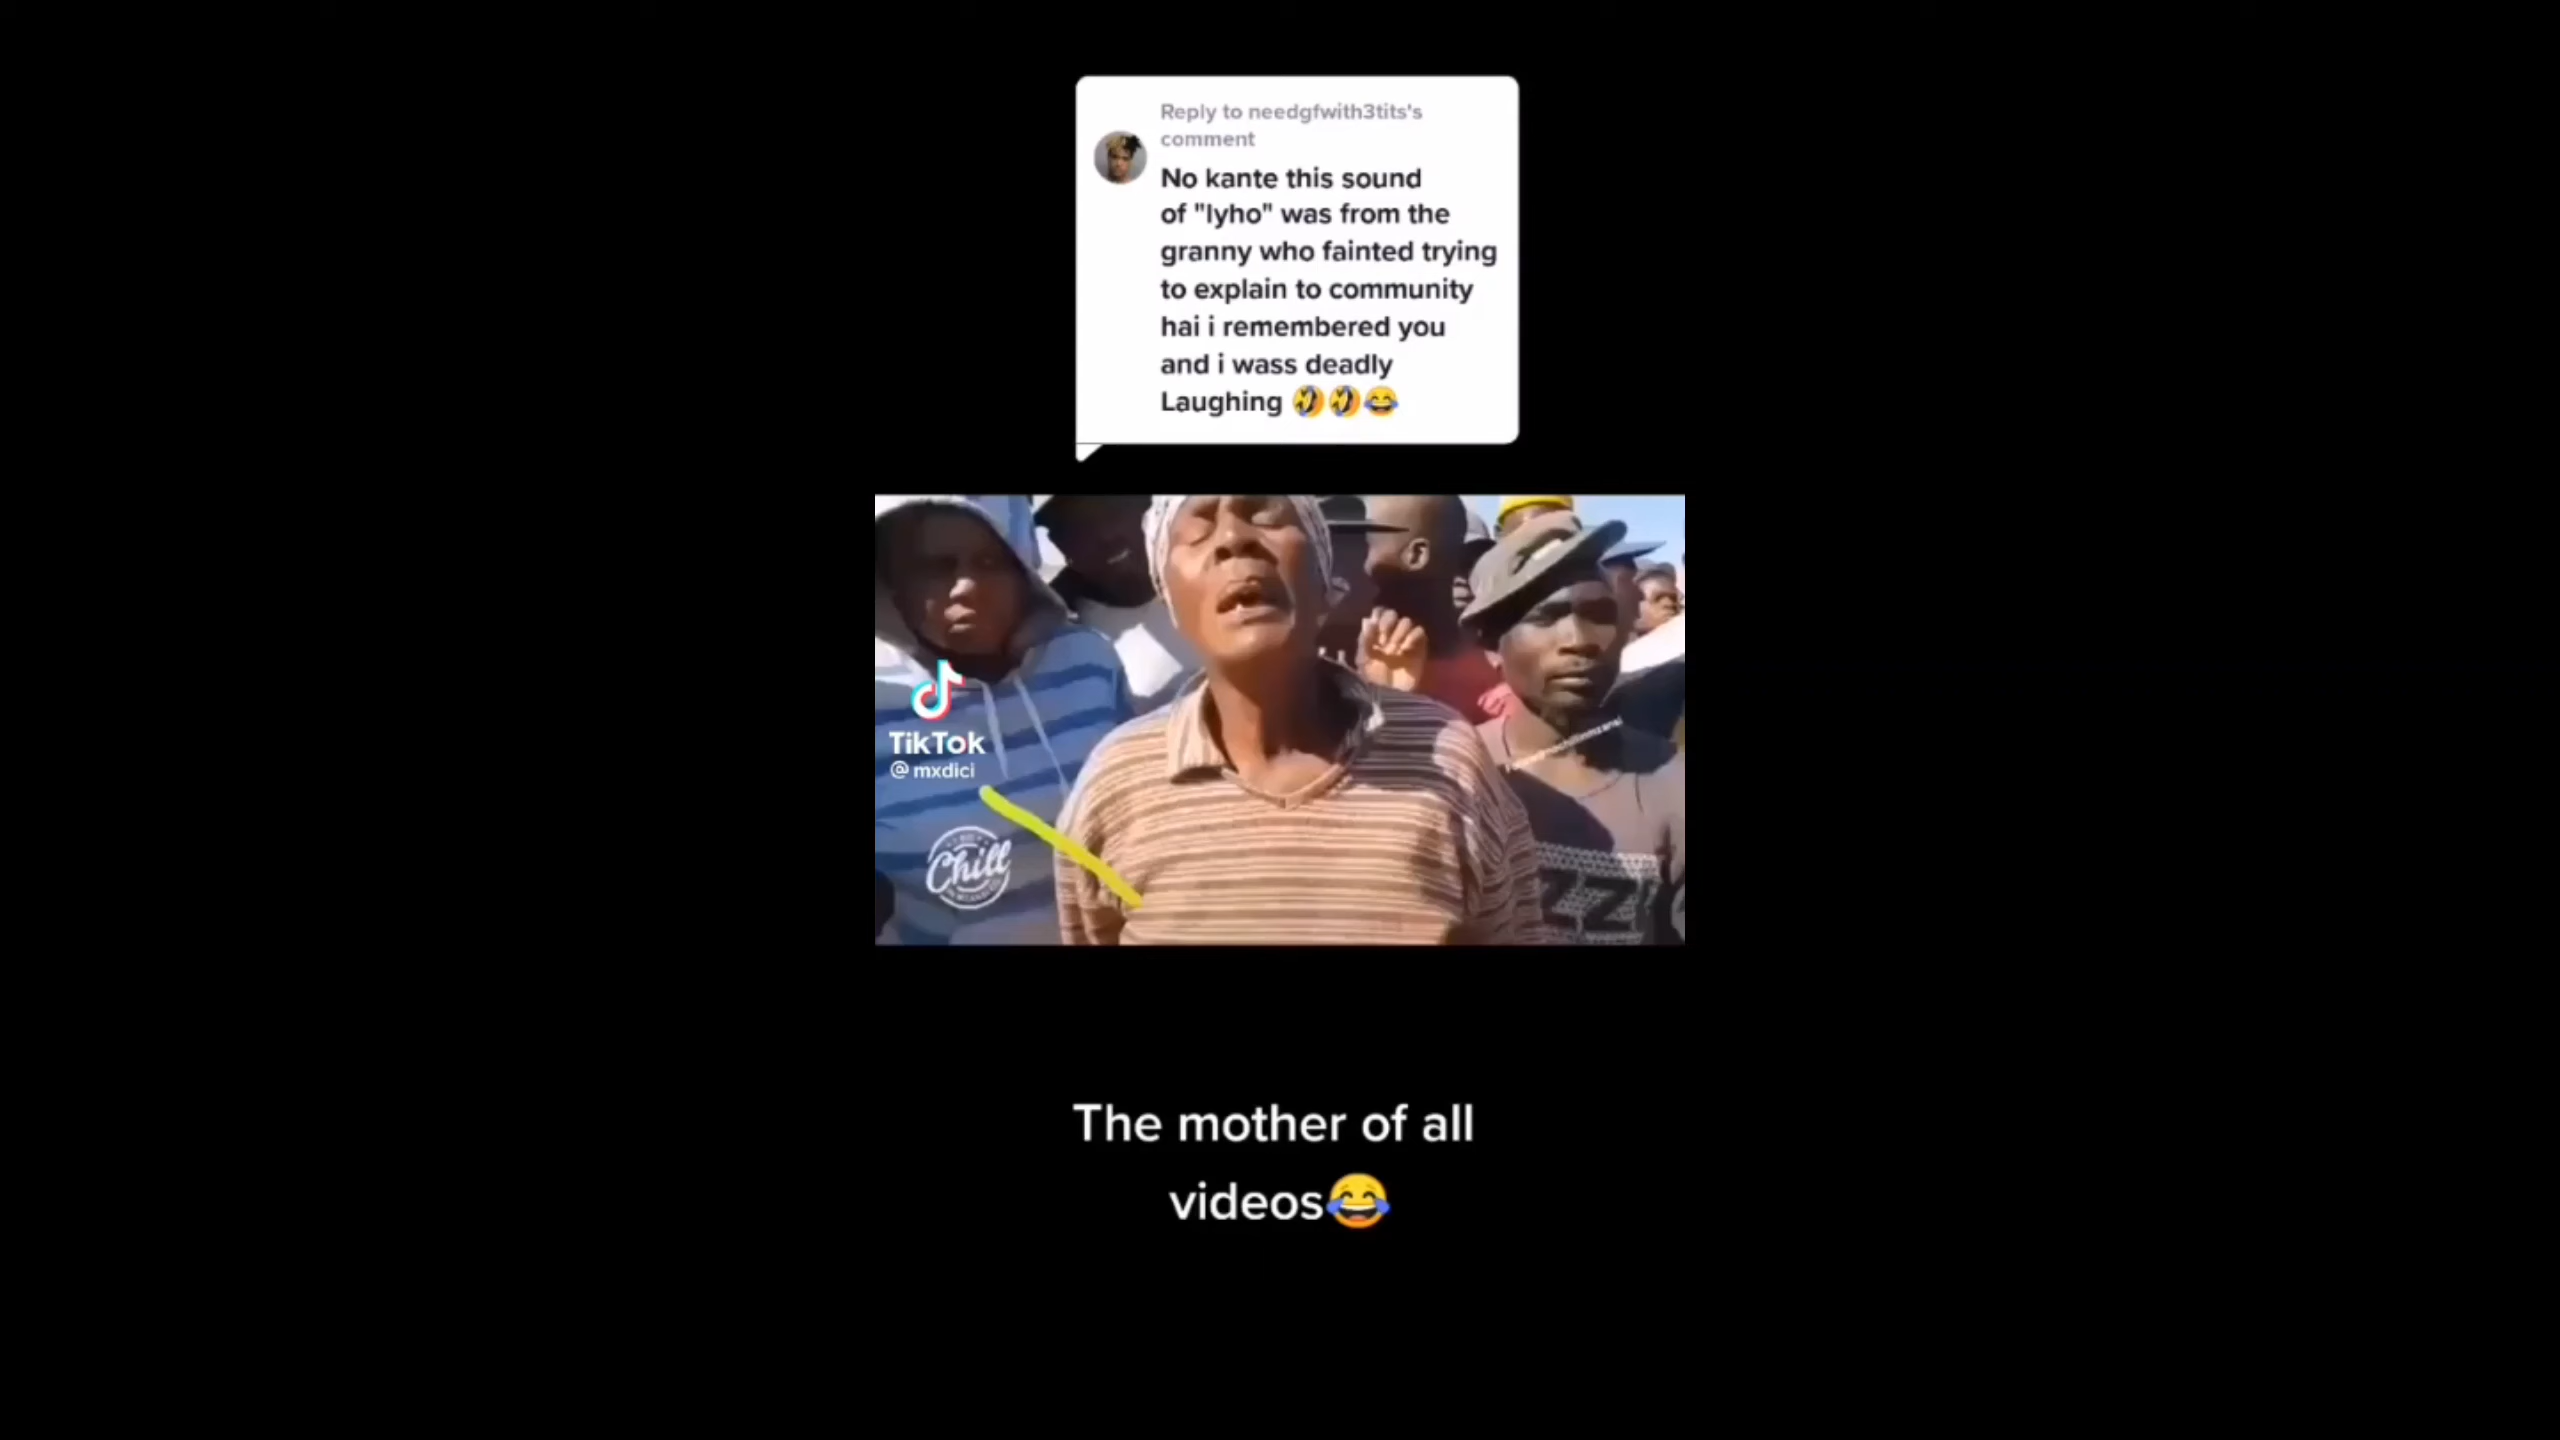 Reply to needgfwith3tits's
comment
No kante this sound
of "Iyho" was from the
granny who fainted trying
to explain to community
hai i remembered you
and i wass deadly
Laughing 🤣🤣😂
TikTok
@mxdici
Chill
ZZ
The mother of all
videos😂